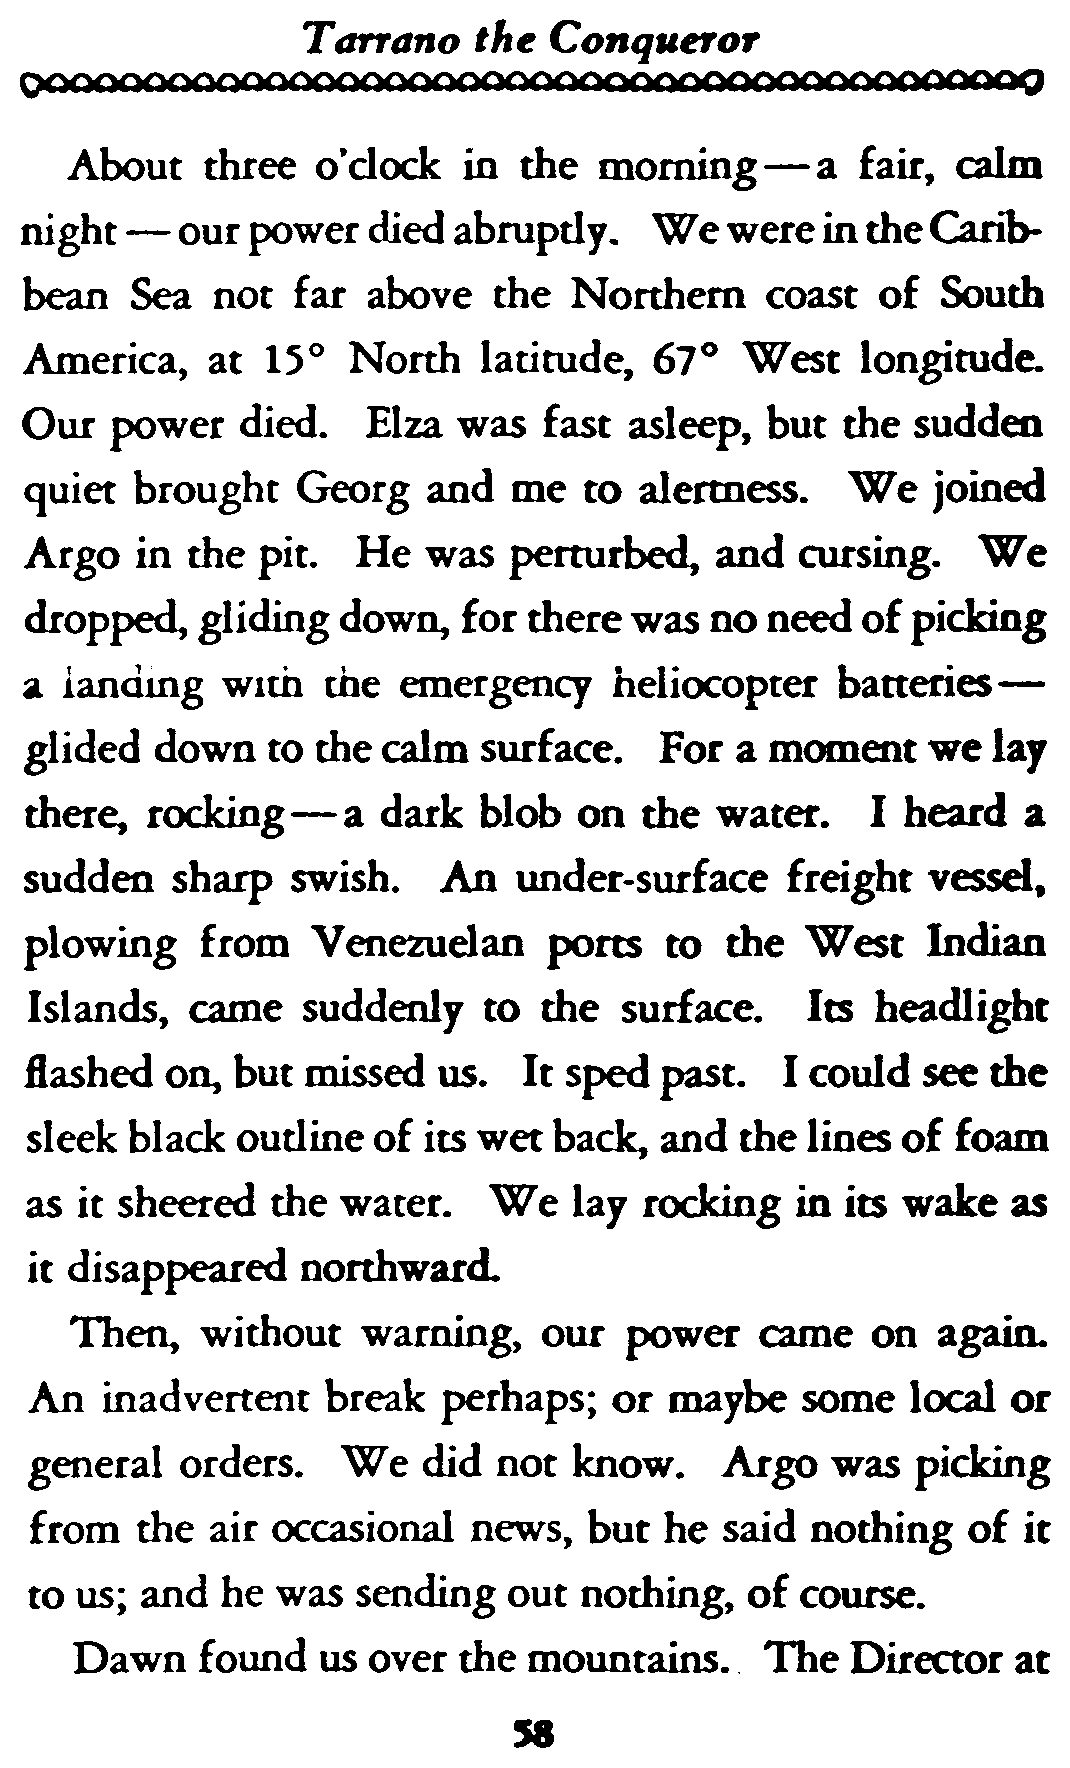 Tarrano the Conqueror
About three o'clock in the morning—a fair, calm
night — our power died abruptly. We were in the Carib-
bean Sea not far above the Northern coast of South
America, at 15° North latitude, 67° West longitude.
Our power died. Elza was fast asleep, but the sudden
quiet brought Georg and me to alertness. We joined
Argo in the pit. He was perturbed, and cursing. We
dropped, gliding down, for there was no need of picking
a landing with the emergency heliocopter batteries—
glided down to the calm surface. For a moment we lay
there, rocking—a dark blob on the water. I heard a
sudden sharp swish. An under-surface freight vessel,
plowing from Venezuelan ports to the West Indian
Islands, came suddenly to the surface. Its headlight
flashed on, but missed us. It sped past. I could see the
sleek black outline of its wet back, and the lines of foam
as it sheered the water. We lay rocking in its wake as
it disappeared northward.
Then, without warning, our power came on again.
An inadvertent break perhaps; or maybe some local or
general orders. We did not know. Argo was picking
from the air occasional news, but he said nothing of it
to us; and he was sending out nothing, of course.
Dawn found us over the mountains. The Director at
58